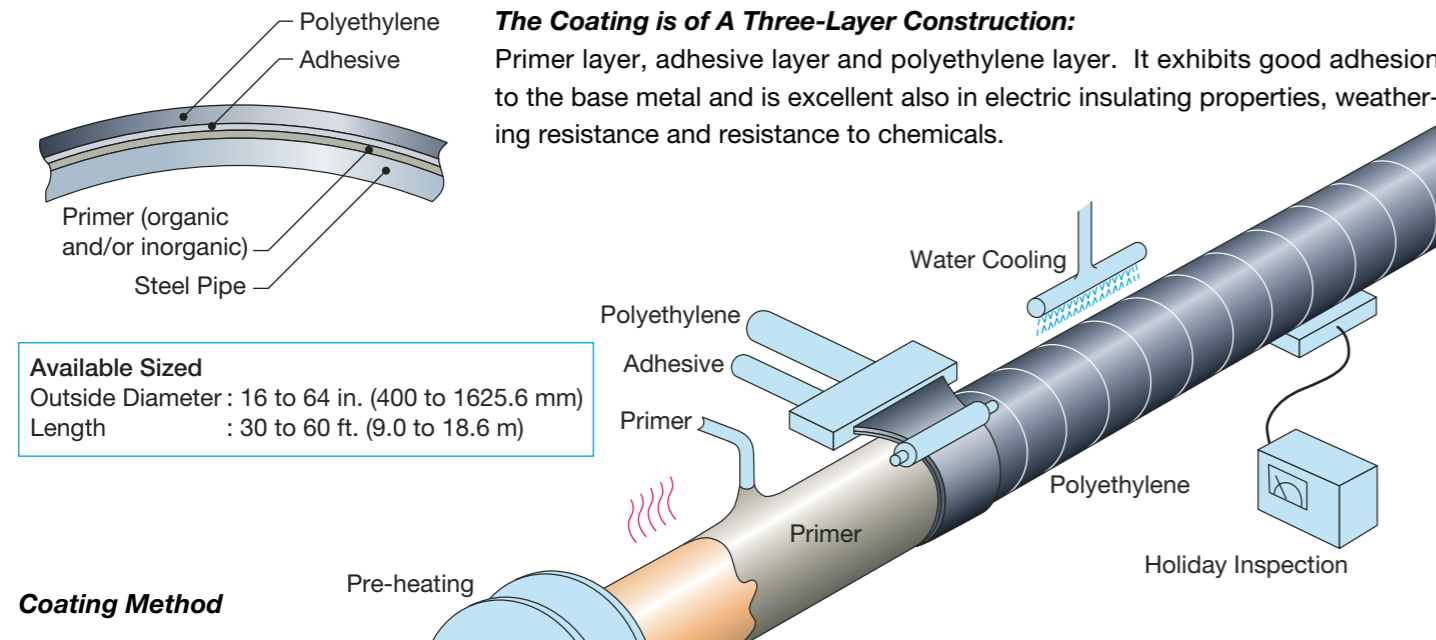 Polyethylene
Adhesive
Primer (organic
and/or inorganic)
Steel Pipe
The Coating is of A Three-Layer Construction:
Primer layer, adhesive layer and polyethylene layer. It exhibits good adhesion
to the base metal and is excellent also in electric insulating properties, weather-
ing resistance and resistance to chemicals.
Available Sized
Outside Diameter : 16 to 64 in. (400 to 1625.6 mm)
Length : 30 to 60 ft. (9.0 to 18.6 m)
Water Cooling
Polyethylene
Adhesive
Primer
Polyethylene
Primer
Holiday Inspection
Pre-heating
Coating Method